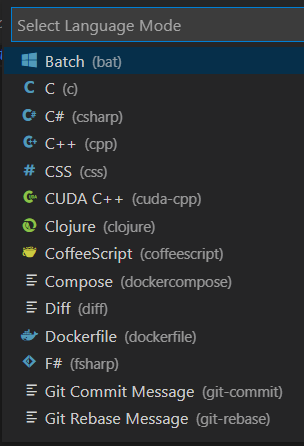 Select Language Mode
Batch (bat)
C (c)
C# (csharp)
C++ (cpp)
CSS (css)
CUDA C++ (cuda-cpp)
Clojure (clojure)
CoffeeScript (coffeescript)
Compose (dockercompose)
Diff (diff)
Dockerfile (dockerfile)
F# (fsharp)
Git Commit Message (git-commit)
Git Rebase Message (git-rebase)